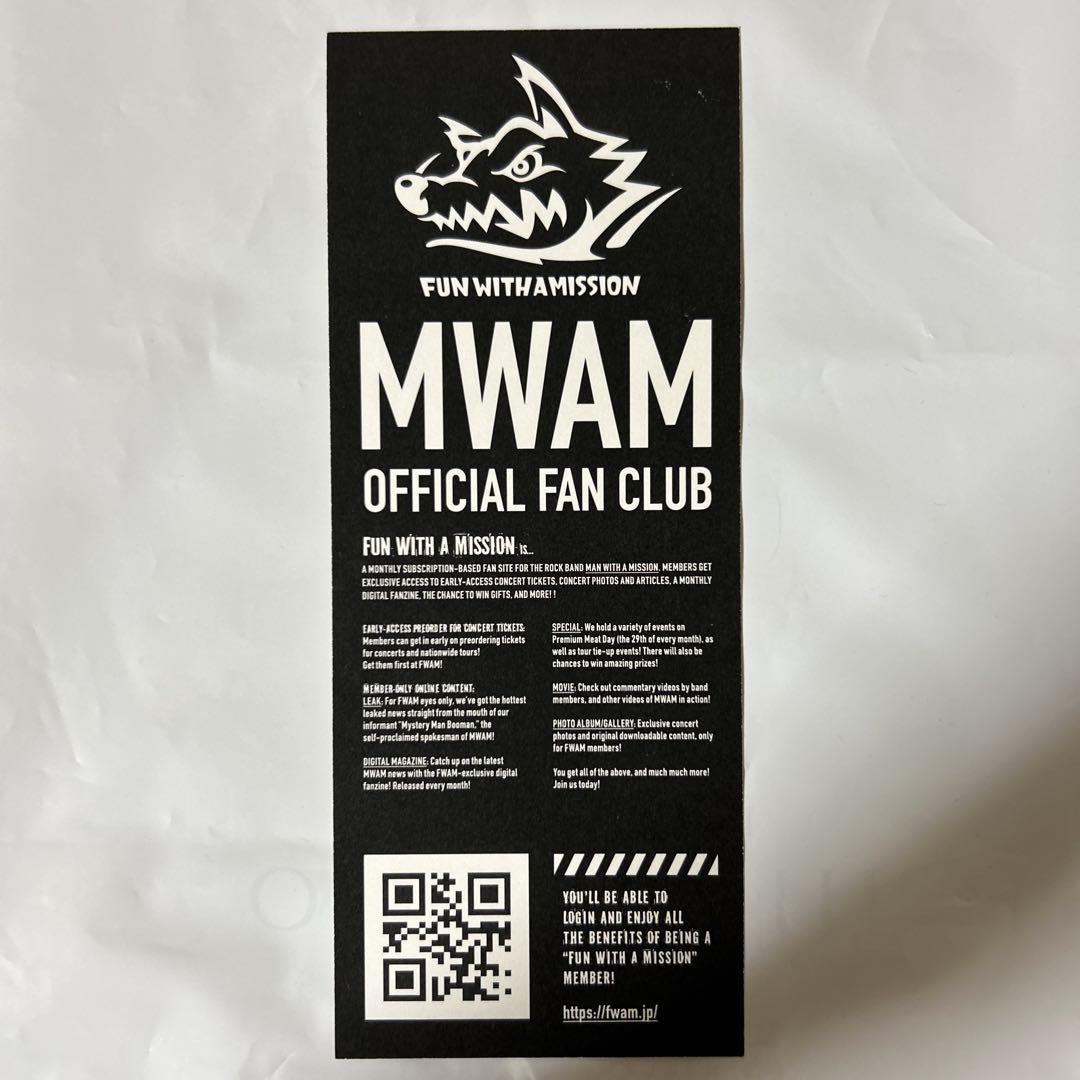 FUN WITH A MISSION
MWAM
OFFICIAL FAN CLUB
FUN WITH A MISSION IS...
A MONTHLY SUBSCRIPTION-BASED FAN SITE FOR THE ROCK BAND MAN WITH A MISSION. MEMBERS GET
EXCLUSIVE ACCESS TO EARLY-ACCESS CONCERT TICKETS, CONCERT PHOTOS AND ARTICLES, A MONTHLY
DIGITAL FANZINE, THE CHANCE TO WIN GIFTS, AND MORE! !
EARLY-ACCESS PREORDER FOR CONCERT TICKETS:
Members can get in early on preordering tickets
for concerts and nationwide tours!
Get them first at FWAM!
MEMBER-ONLY ONLINE CONTENT:
LEAK: For FWAM eyes only, we've got the hottest
leaked news straight from the mouth of our
informant "Mystery Man Booman," the
self-proclaimed spokesman of MWAM!
DIGITAL MAGAZINE: Catch up on the latest
MWAM news with the FWAM-exclusive digital
fanzine! Released every month!
SPECIAL: We hold a variety of events on
Premium Meat Day (the 29th of every month), as
well as tour tie-up events! There will also be
chances to win amazing prizes!
MOVIE: Check out commentary videos by band
members, and other videos of MWAM in action!
PHOTO ALBUM/GALLERY: Exclusive concert
photos and original downloadable content, only
for FWAM members!
You get all of the above, and much much more!
Join us today!
YOU'LL BE ABLE TO
LOGIN AND ENJOY ALL
THE BENEFITS OF BEING A
"FUN WITH A MISSION"
MEMBER!
https://fwam.jp/